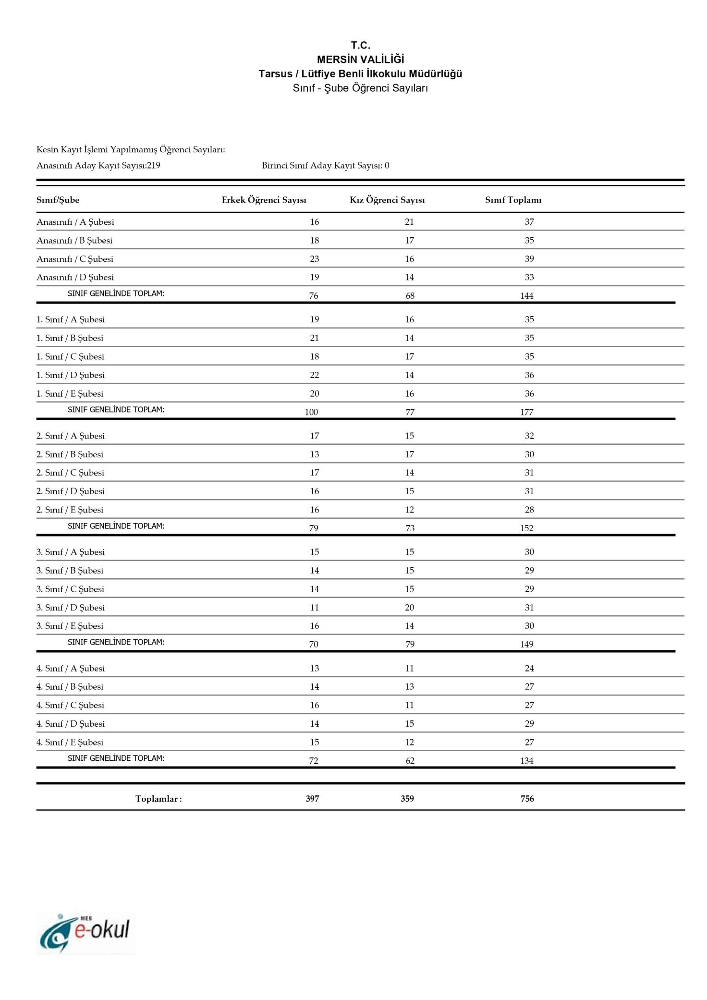 T.C.
MERSİN VALİLİĞİ
Tarsus / Lütfiye Benli İlkokulu Müdürlüğü
Sınıf - Şube Öğrenci Sayıları
Kesin Kayıt İşlemi Yapılmamış Öğrenci Sayıları:
Anasınıfı Aday Kayıt Sayısı:219 Birinci Sınıf Aday Kayıt Sayısı: 0
Sınıf/Şube Erkek Öğrenci Sayısı Kız Öğrenci Sayısı Sınıf Toplamı
Anasınıfı / A Şubesi 16 21 37
Anasınıfı / B Şubesi 18 17 35
Anasınıfı / C Şubesi 23 16 39
Anasınıfı / D Şubesi 19 14 33
SINIF GENELİNDE TOPLAM: 76 68 144
1. Sınıf / A Şubesi 19 16 35
1. Sınıf / B Şubesi 21 14 35
1. Sınıf / C Şubesi 18 17 35
1. Sınıf / D Şubesi 22 14 36
1. Sınıf / E Şubesi 20 16 36
SINIF GENELİNDE TOPLAM: 100 77 177
2. Sınıf / A Şubesi 17 15 32
2. Sınıf / B Şubesi 13 17 30
2. Sınıf / C Şubesi 17 14 31
2. Sınıf / D Şubesi 16 15 31
2. Sınıf / E Şubesi 16 12 28
SINIF GENELİNDE TOPLAM: 79 73 152
3. Sınıf / A Şubesi 15 15 30
3. Sınıf / B Şubesi 14 15 29
3. Sınıf / C Şubesi 14 15 29
3. Sınıf / D Şubesi 11 20 31
3. Sınıf / E Şubesi 16 14 30
SINIF GENELİNDE TOPLAM: 70 79 149
4. Sınıf / A Şubesi 13 11 24
4. Sınıf / B Şubesi 14 13 27
4. Sınıf / C Şubesi 16 11 27
4. Sınıf / D Şubesi 14 15 29
4. Sınıf / E Şubesi 15 12 27
SINIF GENELİNDE TOPLAM: 72 62 134
Toplamlar : 397 359 756
MEB
e-okul